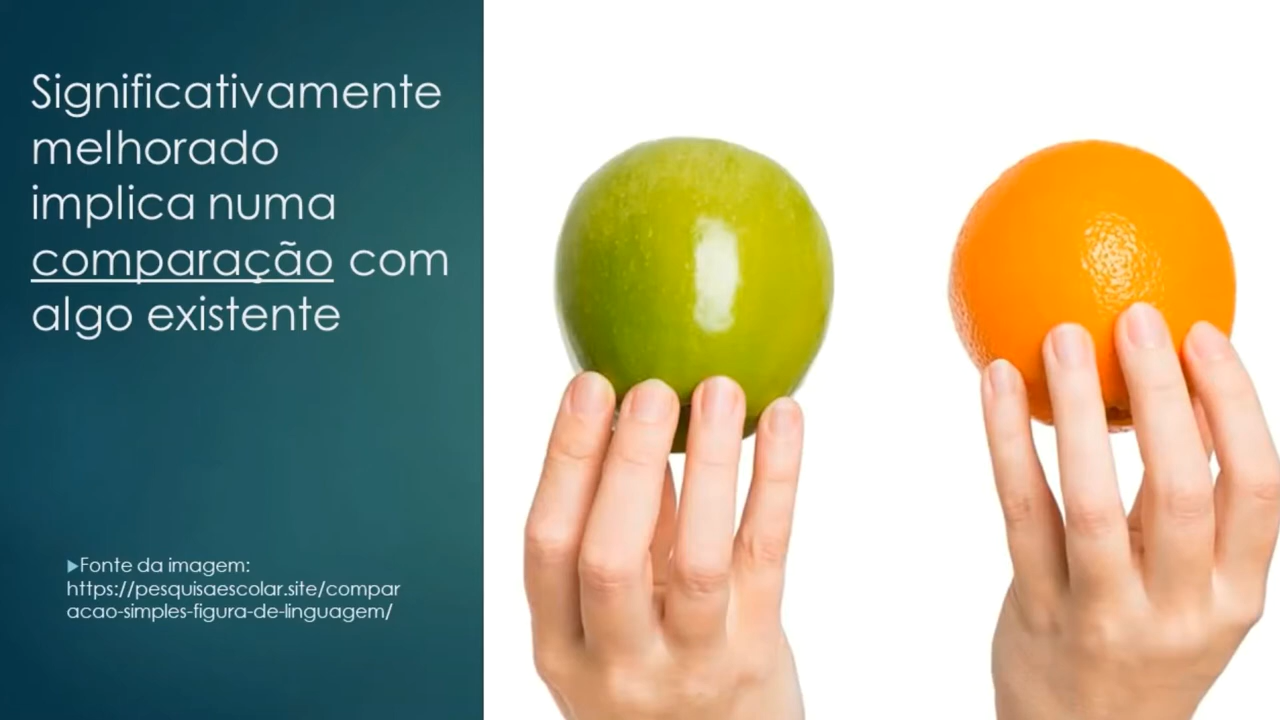 Significativamente
melhorado
implica numa
comparação com
algo existente
Fonte da imagem:
https://pesquisaescolar.site/compar
acao-simples-figura-de-linguagem/